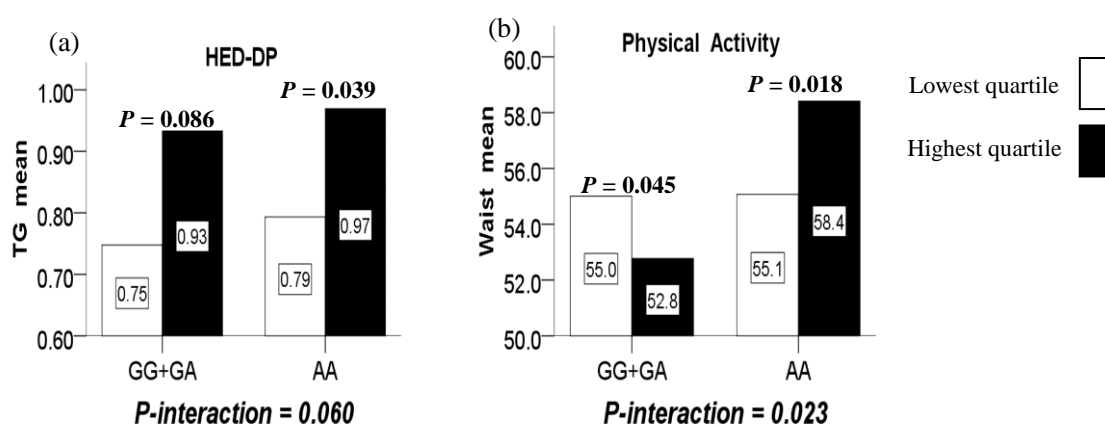 (a)
HED-DP
TG mean
1.00
0.90
0.80
0.70
0.60
P = 0.086
P = 0.039
0.75
0.93
0.79
0.97
GG+GA
AA
P-interaction = 0.060
(b)
Physical Activity
Waist mean
60.0
58.0
56.0
54.0
52.0
50.0
P = 0.045
P = 0.018
55.0
52.8
55.1
58.4
GG+GA
AA
P-interaction = 0.023
Lowest quartile
Highest quartile